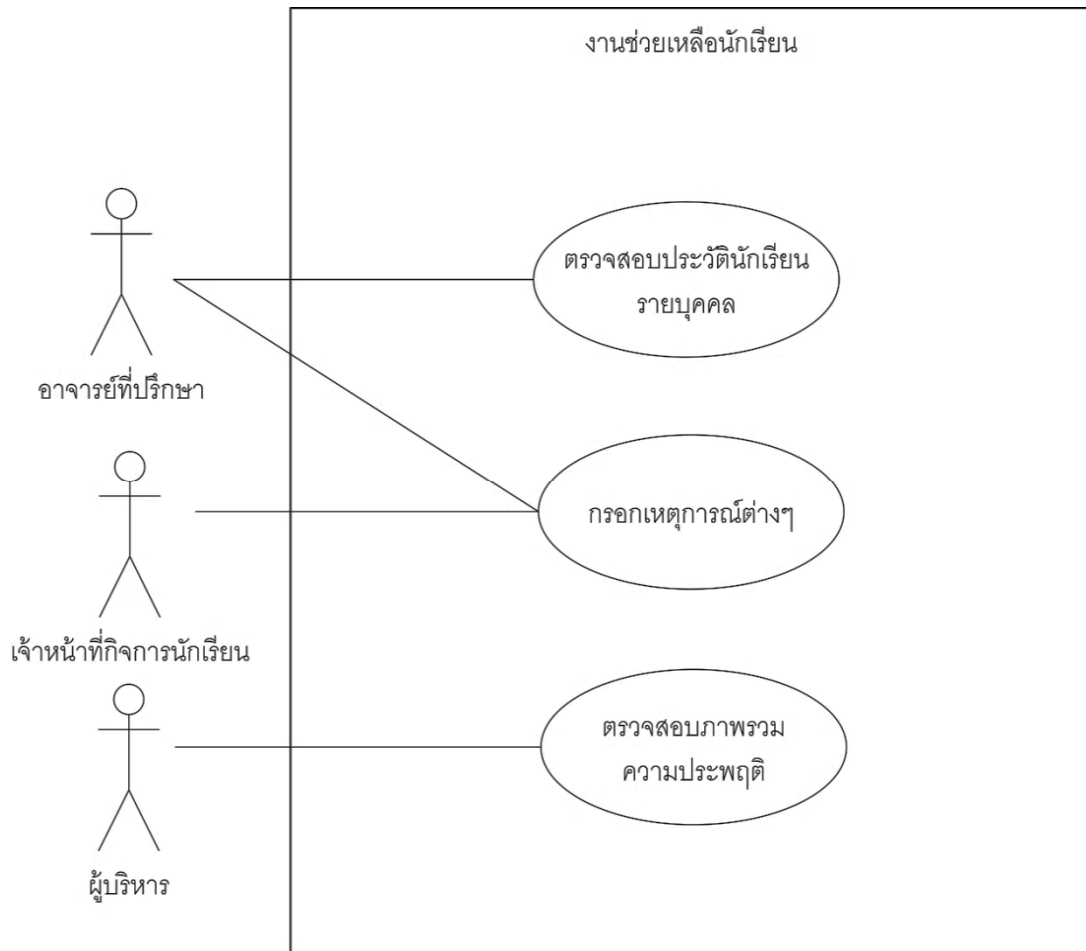 งานช่วยเหลือนักเรียน
ตรวจสอบประวัตินักเรียน
รายบุคคล
อาจารย์ที่ปรึกษา
กรอกเหตุการณ์ต่างๆ
เจ้าหน้าที่กิจการนักเรียน
ตรวจสอบภาพรวม
ความประพฤติ
ผู้บริหาร